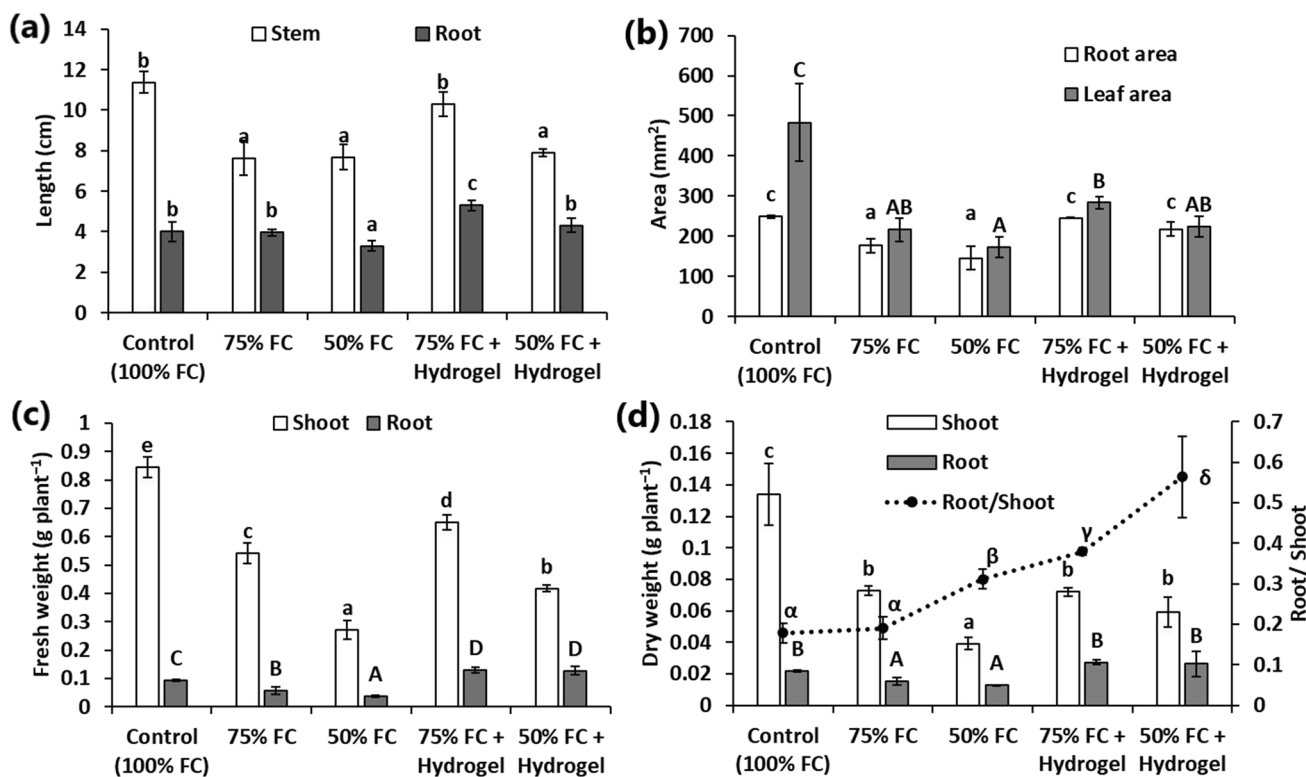 (a)
Stem
Root
Length (cm)
14
12
10
8
6
4
2
0
b
b
a
b
a
a
b
c
a
b
Control
(100% FC)
75% FC
50% FC
75% FC +
Hydrogel
50% FC +
Hydrogel
(b)
Root area
Leaf area
Area (mm²)
700
600
500
400
300
200
100
0
c
C
a
AB
a
A
c
B
c
AB
Control
(100% FC)
75% FC
50% FC
75% FC +
Hydrogel
50% FC +
Hydrogel
(c)
Shoot
Root
Fresh weight (g plant⁻¹)
1
0.9
0.8
0.7
0.6
0.5
0.4
0.3
0.2
0.1
0
e
C
c
B
a
A
d
D
b
D
Control
(100% FC)
75% FC
50% FC
75% FC +
Hydrogel
50% FC +
Hydrogel
(d)
Shoot
Root
Root/Shoot
Dry weight (g plant⁻¹)
0.18
0.16
0.14
0.12
0.10
0.08
0.06
0.04
0.02
0
c
α
B
b
α
A
β
a
A
γ
b
B
δ
b
B
0.7
0.6
0.5
0.4
0.3
0.2
0.1
0
Root/ Shoot
Control
(100% FC)
75% FC
50% FC
75% FC +
Hydrogel
50% FC +
Hydrogel